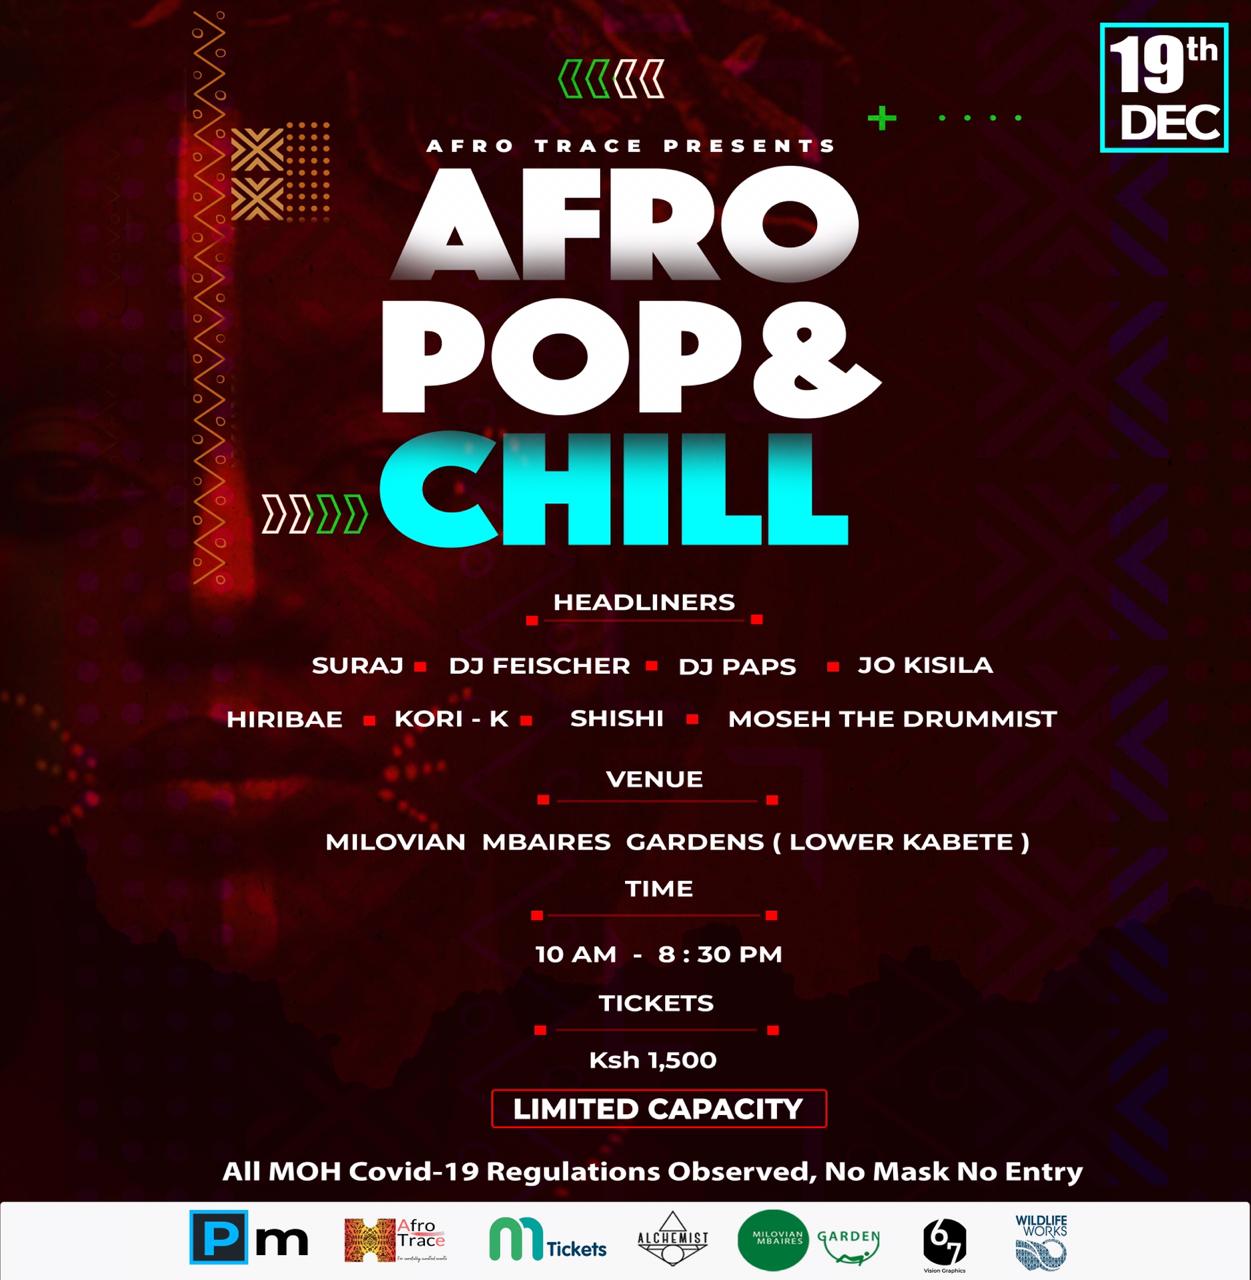 19th
DEC
AFRO TRACE PRESENTS
AFRO
POP &
CHILL
HEADLINERS
SURAJ DJ FEISCHER DJ PAPS JO KISILA
HIRIBAE KORI - K SHISHI MOSEH THE DRUMMIST
VENUE
MILOVIAN MBAIRES GARDENS ( LOWER KABETE )
TIME
10 AM - 8 : 30 PM
TICKETS
Ksh 1,500
LIMITED CAPACITY
All MOH Covid-19 Regulations Observed, No Mask No Entry
P m
Afro
Trace
m Tickets
ALCHEMIST
MILOVIAN
MBAIRES
GARDEN
67
Vision Graphics
WILDLIFE
WORKS